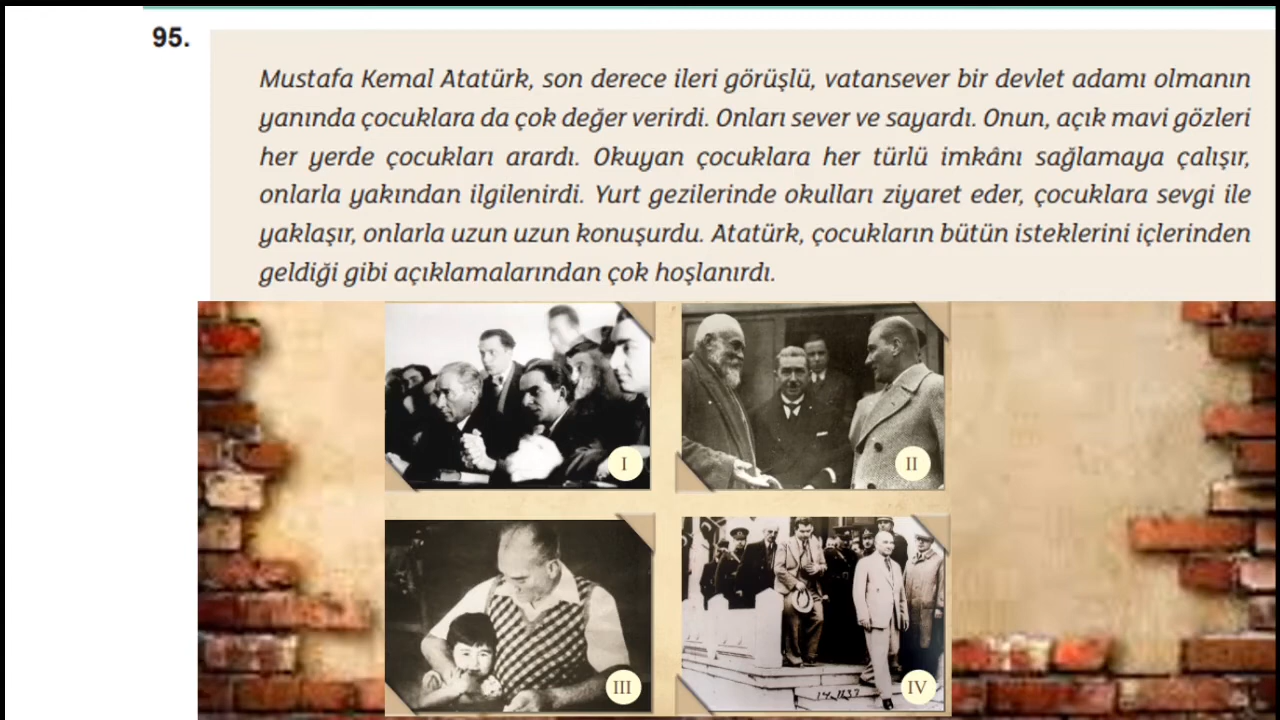 95.
Mustafa Kemal Atatürk, son derece ileri görüşlü, vatansever bir devlet adamı olmanın
yanında çocuklara da çok değer verirdi. Onları sever ve sayardı. Onun, açık mavi gözleri
her yerde çocukları arardı. Okuyan çocuklara her türlü imkânı sağlamaya çalışır,
onlarla yakından ilgilenirdi. Yurt gezilerinde okulları ziyaret eder, çocuklara sevgi ile
yaklaşır, onlarla uzun uzun konuşurdu. Atatürk, çocukların bütün isteklerini içlerinden
geldiği gibi açıklamalarından çok hoşlanırdı.
I
II
III
IV